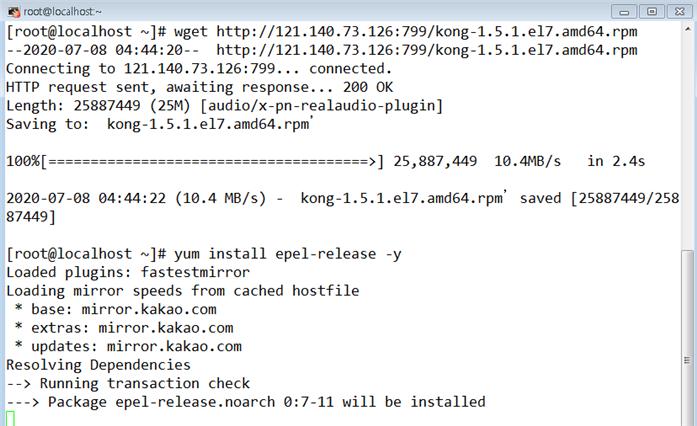 root@localhost:~
[root@localhost ~]# wget http://121.140.73.126:799/kong-1.5.1.el7.amd64.rpm
--2020-07-08 04:44:20--  http://121.140.73.126:799/kong-1.5.1.el7.amd64.rpm
Connecting to 121.140.73.126:799... connected.
HTTP request sent, awaiting response... 200 OK
Length: 25887449 (25M) [audio/x-pn-realaudio-plugin]
Saving to:  kong-1.5.1.el7.amd64.rpm’
100%[======================================>] 25,887,449  10.4MB/s   in 2.4s
2020-07-08 04:44:22 (10.4 MB/s) -  kong-1.5.1.el7.amd64.rpm’ saved [25887449/258
87449]
[root@localhost ~]# yum install epel-release -y
Loaded plugins: fastestmirror
Loading mirror speeds from cached hostfile
 * base: mirror.kakao.com
 * extras: mirror.kakao.com
 * updates: mirror.kakao.com
Resolving Dependencies
--> Running transaction check
---> Package epel-release.noarch 0:7-11 will be installed